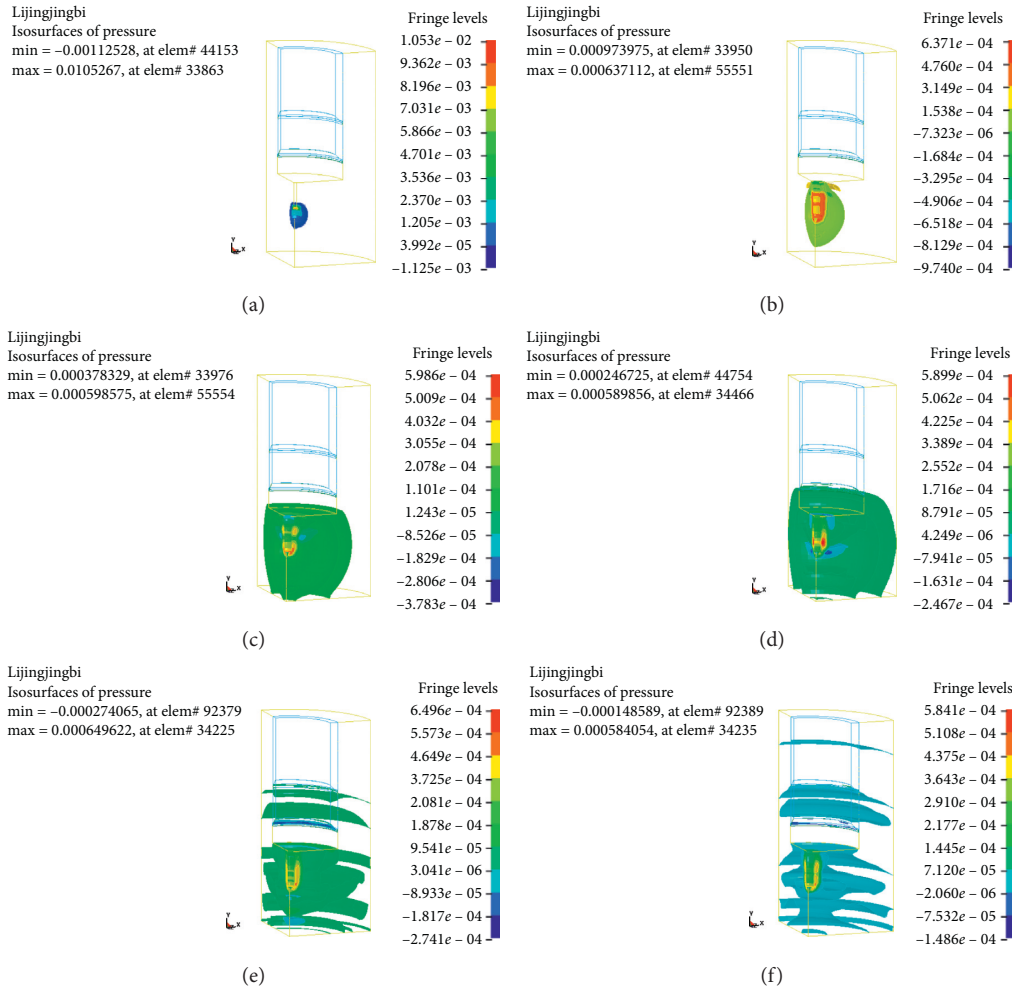 Lijingjingbi
Isosurfaces of pressure
min = −0.00112528, at elem# 44153
max = 0.0105267, at elem# 33863
Fringe levels
1.053e − 02
9.362e − 03
8.196e − 03
7.031e − 03
5.866e − 03
4.701e − 03
3.536e − 03
2.370e − 03
1.205e − 03
3.992e − 05
−1.125e − 03
Y
X
(a)
Lijingjingbi
Isosurfaces of pressure
min = 0.000973975, at elem# 33950
max = 0.000637112, at elem# 55551
Fringe levels
6.371e − 04
4.760e − 04
3.149e − 04
1.538e − 04
−7.323e − 06
−1.684e − 04
−3.295e − 04
−4.906e − 04
−6.518e − 04
−8.129e − 04
−9.740e − 04
Y
X
(b)
Lijingjingbi
Isosurfaces of pressure
min = 0.000378329, at elem# 33976
max = 0.000598575, at elem# 55554
Fringe levels
5.986e − 04
5.009e − 04
4.032e − 04
3.055e − 04
2.078e − 04
1.101e − 04
1.243e − 05
−8.526e − 05
−1.829e − 04
−2.806e − 04
−3.783e − 04
Y
X
(c)
Lijingjingbi
Isosurfaces of pressure
min = 0.000246725, at elem# 44754
max = 0.000589856, at elem# 34466
Fringe levels
5.899e − 04
5.062e − 04
4.225e − 04
3.389e − 04
2.552e − 04
1.716e − 04
8.791e − 05
4.249e − 06
−7.941e − 05
−1.631e − 04
−2.467e − 04
Y
X
(d)
Lijingjingbi
Isosurfaces of pressure
min = −0.000274065, at elem# 92379
max = 0.000649622, at elem# 34225
Fringe levels
6.496e − 04
5.573e − 04
4.649e − 04
3.725e − 04
2.081e − 04
1.878e − 04
9.541e − 05
3.041e − 06
−8.933e − 05
−1.817e − 04
−2.741e − 04
Y
X
(e)
Lijingjingbi
Isosurfaces of pressure
min = −0.000148589, at elem# 92389
max = 0.000584054, at elem# 34235
Fringe levels
5.841e − 04
5.108e − 04
4.375e − 04
3.643e − 04
2.910e − 04
2.177e − 04
1.445e − 04
7.120e − 05
−2.060e − 06
−7.532e − 05
−1.486e − 04
Y
X
(f)